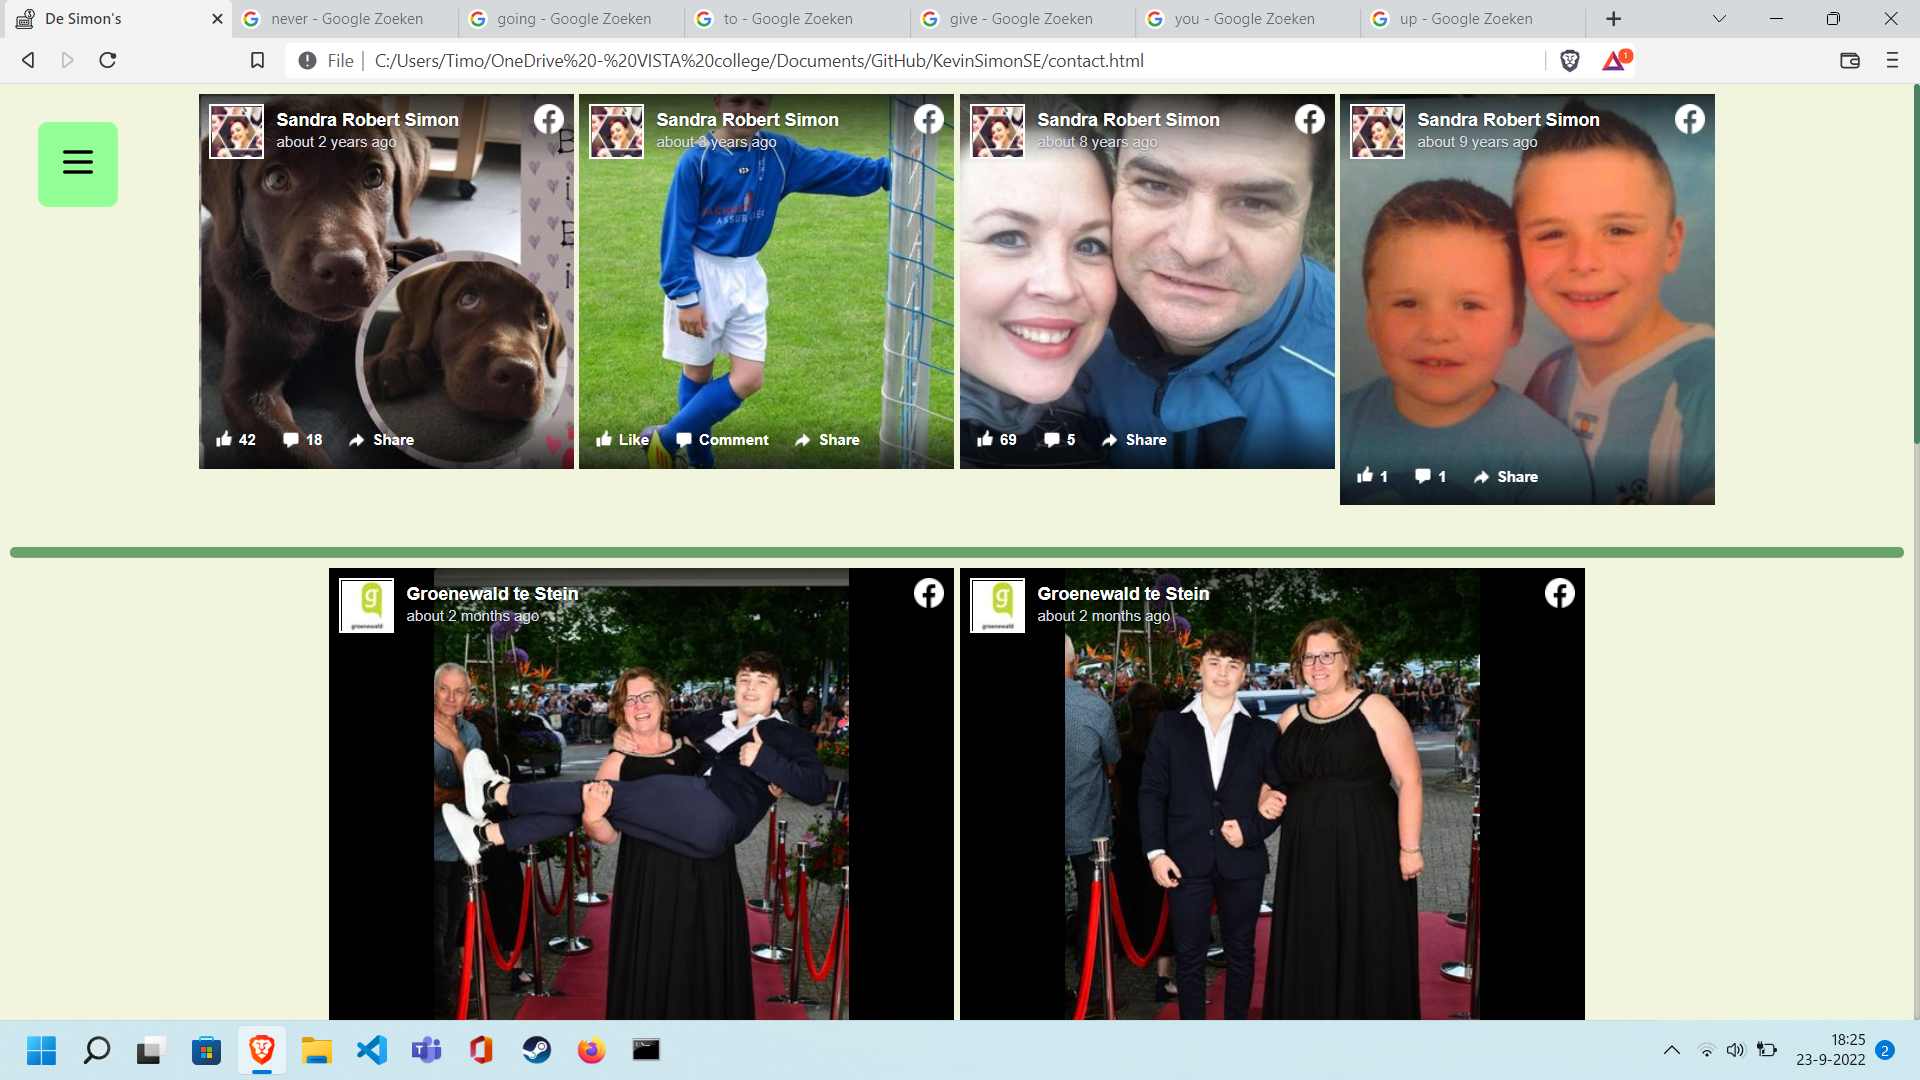 De Simon's
never - Google Zoeken
going - Google Zoeken
to - Google Zoeken
give - Google Zoeken
you - Google Zoeken
up - Google Zoeken
File
C:/Users/Timo/OneDrive%20-%20VISTA%20college/Documents/GitHub/KevinSimonSE/contact.html
1
Sandra Robert Simon
about 2 years ago
42
18
Share
Sandra Robert Simon
about 3 years ago
Like
Comment
Share
Sandra Robert Simon
about 8 years ago
69
5
Share
Sandra Robert Simon
about 9 years ago
1
1
Share
Groenewald te Stein
about 2 months ago
g
groenewald
Groenewald te Stein
about 2 months ago
g
groenewald
18:25
23-9-2022
2